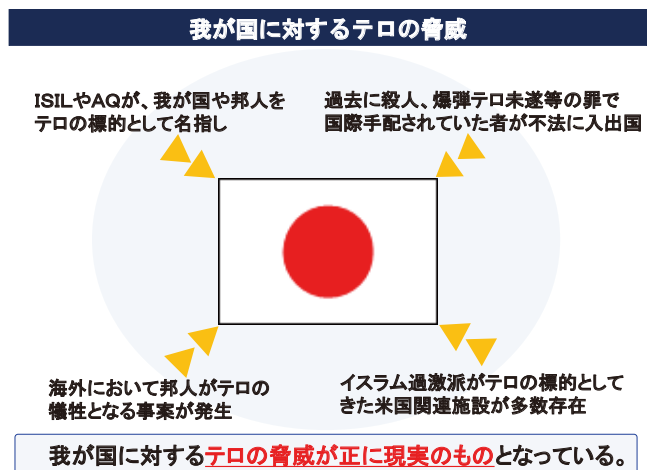 我が国に対するテロの脅威
ISILやAQが、我が国や邦人を
テロの標的として名指し
過去に殺人、爆弾テロ未遂等の罪で
国際手配されていた者が不法に入出国
海外において邦人がテロの
犠牲となる事案が発生
イスラム過激派がテロの標的として
きた米国関連施設が多数存在
我が国に対するテロの脅威が正に現実のものとなっている。